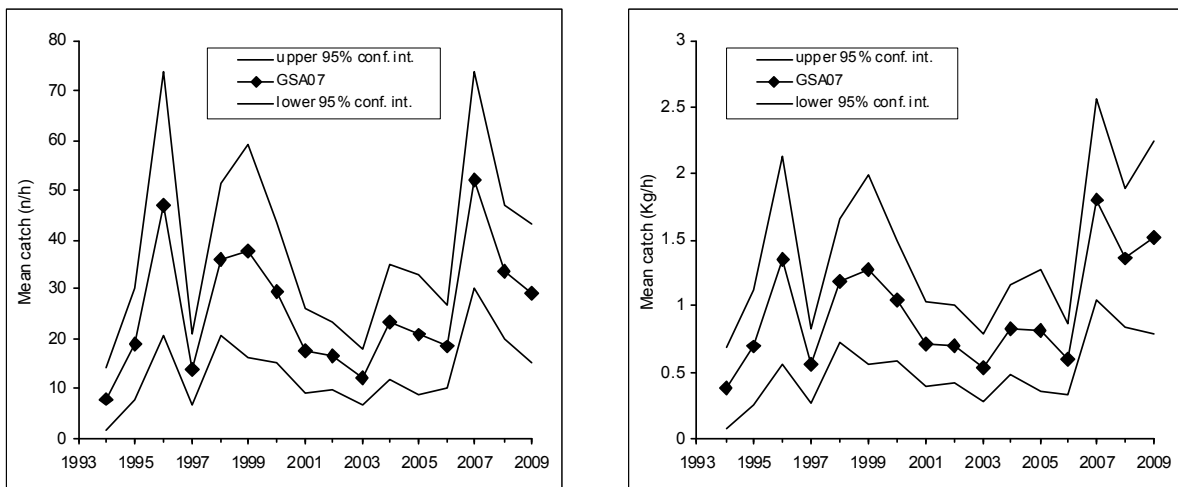 80
70
60
50
40
30
20
10
0
Mean catch (n/h)
upper 95% conf. int.
GSA07
lower 95% conf. int.
1993 1995 1997 1999 2001 2003 2005 2007 2009
3
2.5
2
1.5
1
0.5
0
Mean catch (Kg/h)
upper 95% conf. int.
GSA07
lower 95% conf. int.
1993 1995 1997 1999 2001 2003 2005 2007 2009